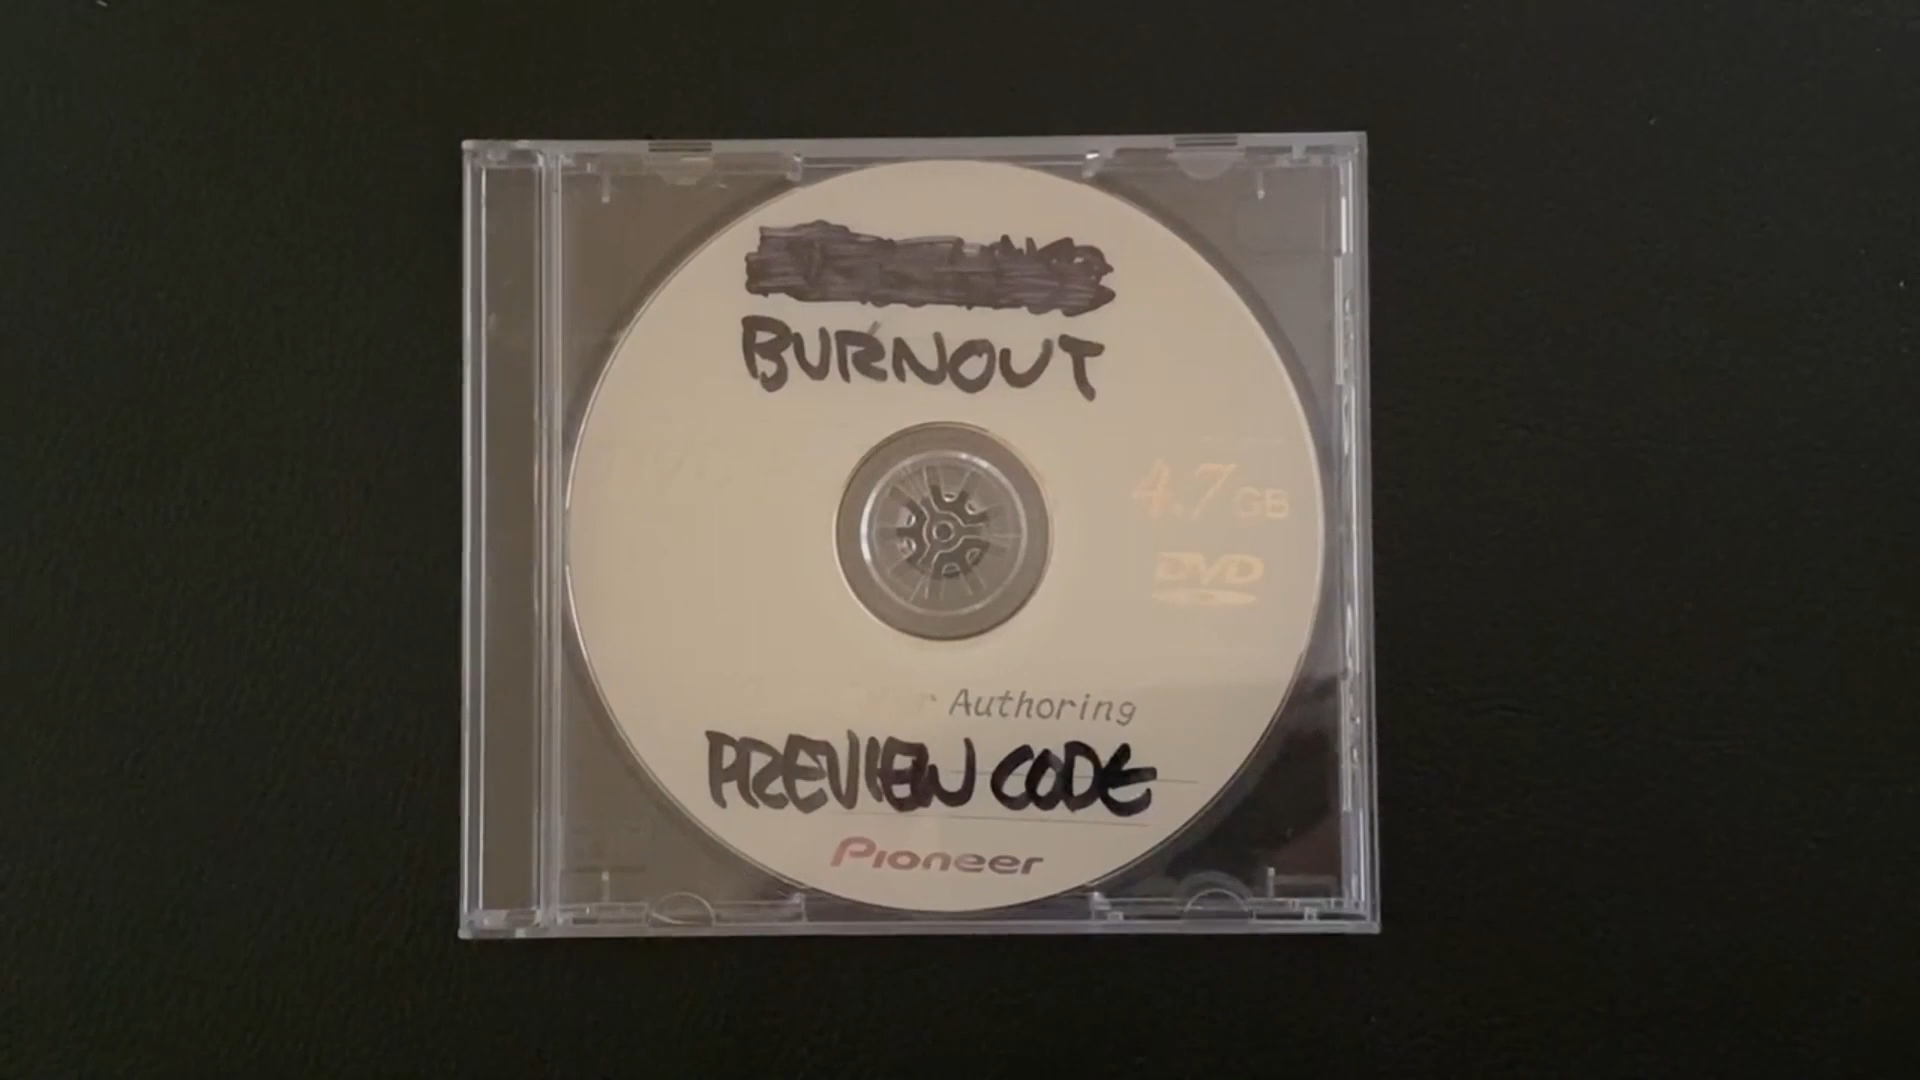 BURNOUT
4.7 GB
DVD
Authoring
PREVIEW CODE
Pioneer